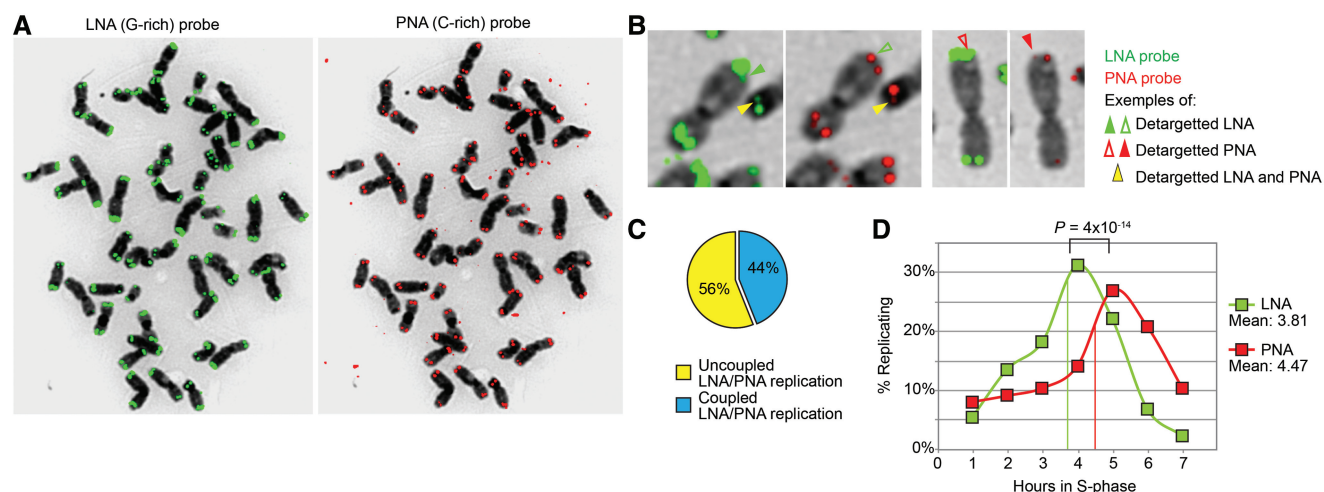 A
LNA (G-rich) probe
PNA (C-rich) probe
B
LNA probe
PNA probe
Exemples of:
Detargetted LNA
Detargetted PNA
Detargetted LNA and PNA
C
44%
56%
Uncoupled
LNA/PNA replication
Coupled
LNA/PNA replication
D
P = 4x10⁻¹⁴
% Replicating
30%
20%
10%
0%
0 1 2 3 4 5 6 7
Hours in S-phase
LNA
Mean: 3.81
PNA
Mean: 4.47